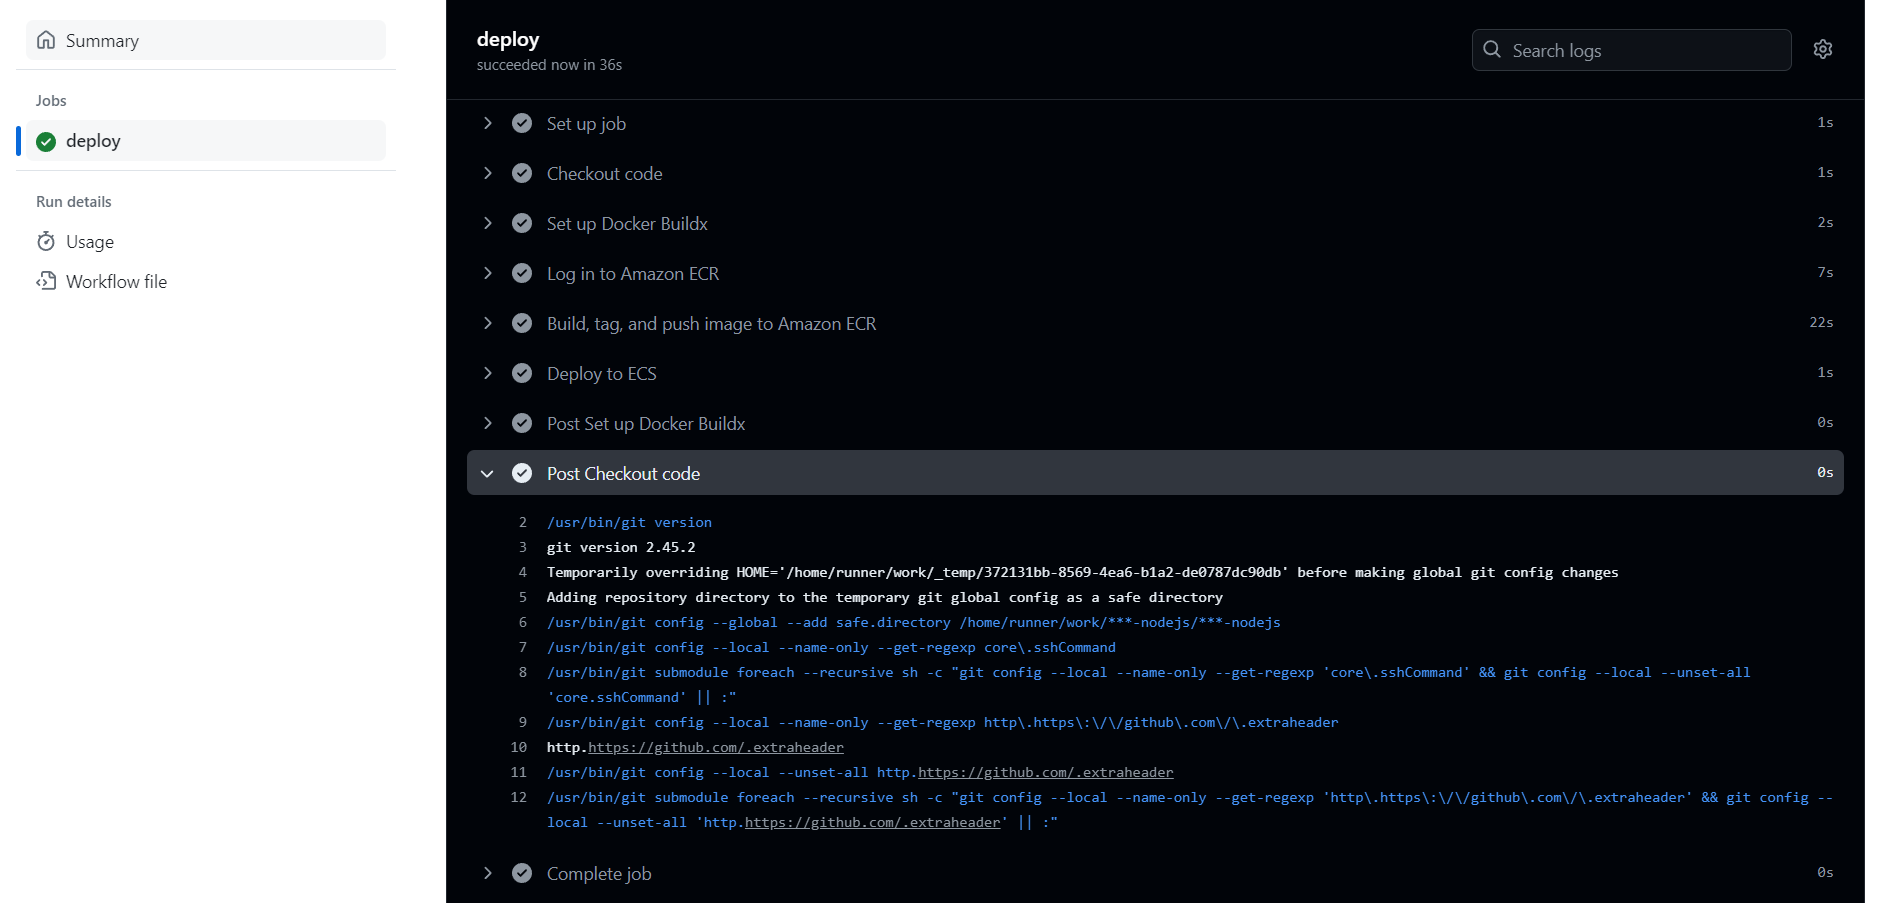 Summary
Jobs
deploy
Run details
Usage
Workflow file
deploy
succeeded now in 36s
Search logs
Set up job 1s
Checkout code 1s
Set up Docker Buildx 2s
Log in to Amazon ECR 7s
Build, tag, and push image to Amazon ECR 22s
Deploy to ECS 1s
Post Set up Docker Buildx 0s
Post Checkout code 0s
2 /usr/bin/git version
3 git version 2.45.2
4 Temporarily overriding HOME='/home/runner/work/_temp/372131bb-8569-4ea6-b1a2-de0787dc90db' before making global git config changes
5 Adding repository directory to the temporary git global config as a safe directory
6 /usr/bin/git config --global --add safe.directory /home/runner/work/***-nodejs/***-nodejs
7 /usr/bin/git config --local --name-only --get-regexp core\.sshCommand
8 /usr/bin/git submodule foreach --recursive sh -c "git config --local --name-only --get-regexp 'core\.sshCommand' && git config --local --unset-all
'core.sshCommand' || :"
9 /usr/bin/git config --local --name-only --get-regexp http\.https\:\/\/github\.com\/\.extraheader
10 http.https://github.com/.extraheader
11 /usr/bin/git config --local --unset-all http.https://github.com/.extraheader
12 /usr/bin/git submodule foreach --recursive sh -c "git config --local --name-only --get-regexp 'http\.https\:\/\/github\.com\/\.extraheader' && git config --
local --unset-all 'http.https://github.com/.extraheader' || :"
Complete job 0s